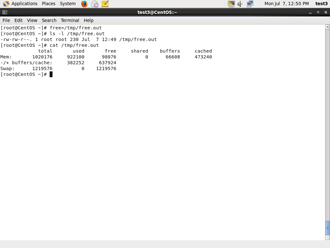 Applications Places System
Mon Jul 7, 12:50 PM test3
test3@CentOS:~
File Edit View Search Terminal Help
[root@CentOS ~]# free>/tmp/free.out
[root@CentOS ~]# ls -l /tmp/free.out
-rw-rw-r--. 1 root root 230 Jul 7 12:49 /tmp/free.out
[root@CentOS ~]# cat /tmp/free.out
total used free shared buffers cached
Mem: 1020176 922100 98076 0 66608 473240
-/+ buffers/cache: 382252 637924
Swap: 1219576 0 1219576
[root@CentOS ~]#